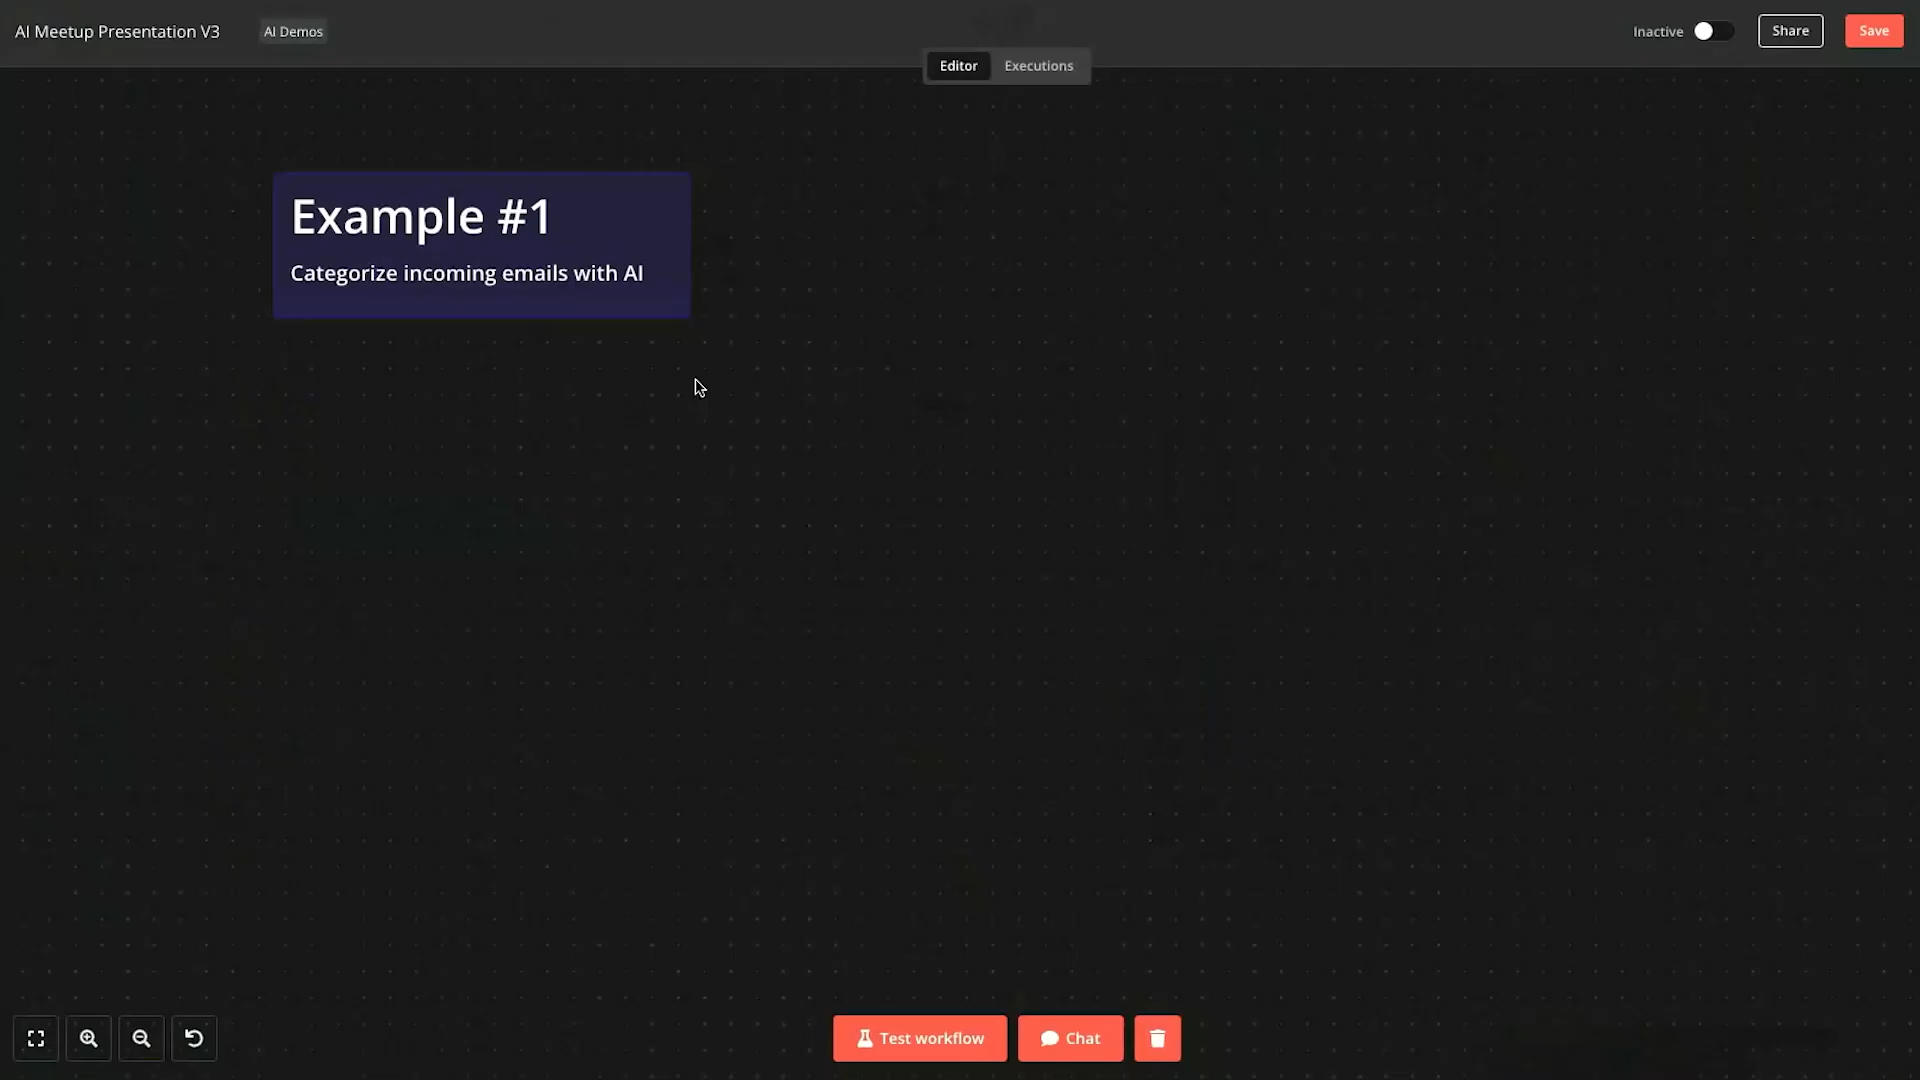 AI Meetup Presentation V3
AI Demos
Inactive
Share
Save
Editor
Executions
Example #1
Categorize incoming emails with AI
Test workflow
Chat